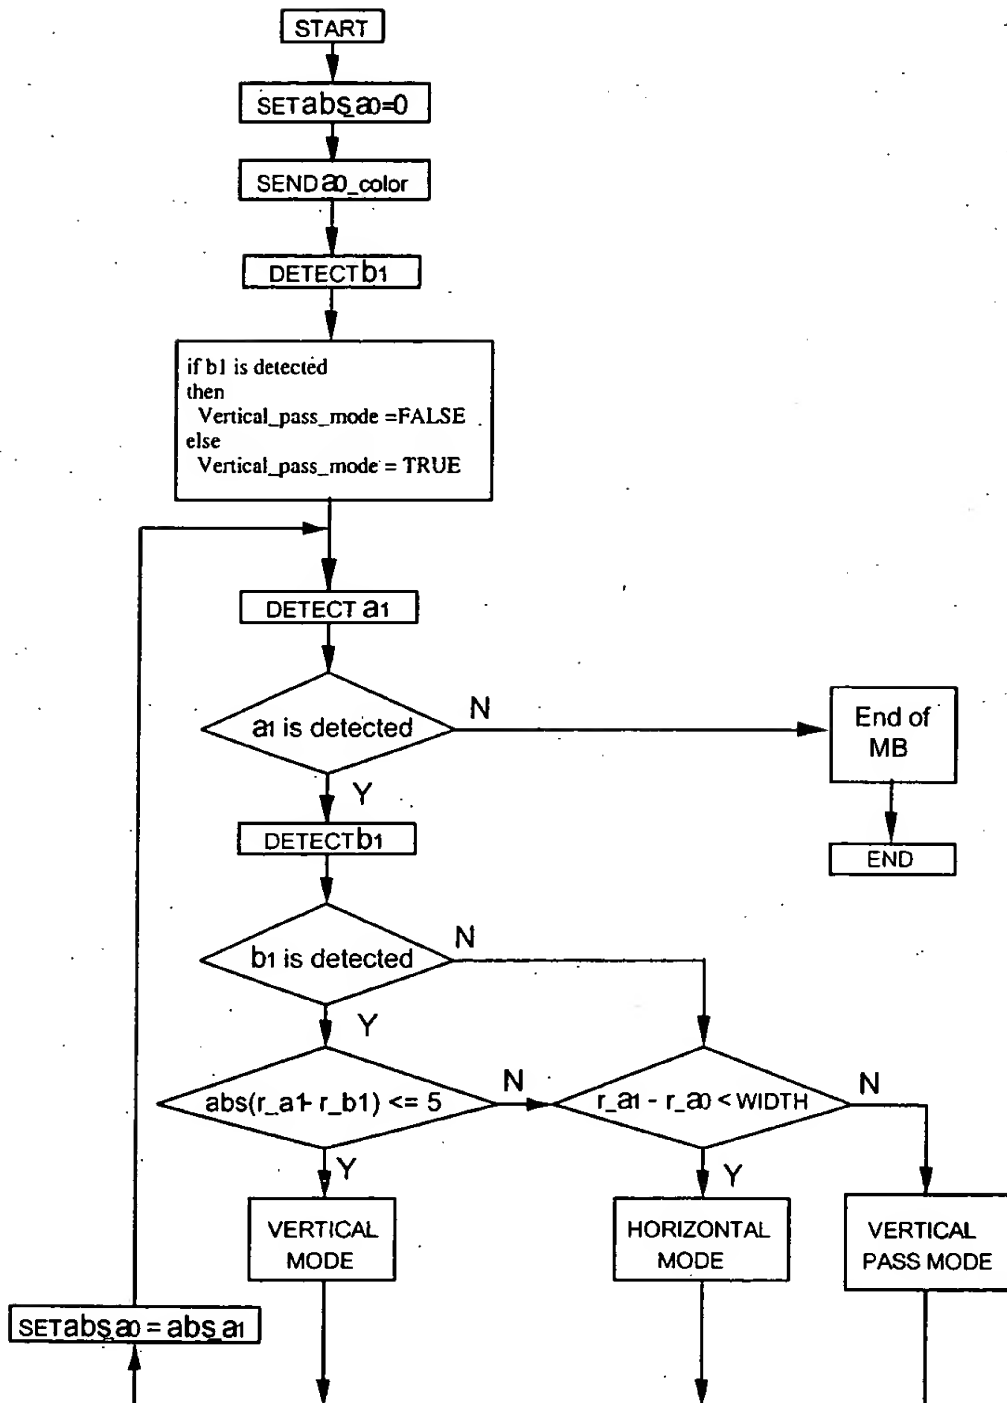 START
SET abs_a0=0
SEND a0_color
DETECT b1
if b1 is detected
then
Vertical_pass_mode =FALSE
else
Vertical_pass_mode = TRUE
DETECT a1
a1 is detected
N
End of
MB
Y
END
DETECT b1
b1 is detected
N
Y
abs(r_a1- r_b1) <= 5
N
r_a1 - r_a0 < WIDTH
N
Y
Y
VERTICAL
MODE
HORIZONTAL
MODE
VERTICAL
PASS MODE
SET abs_a0 = abs_a1